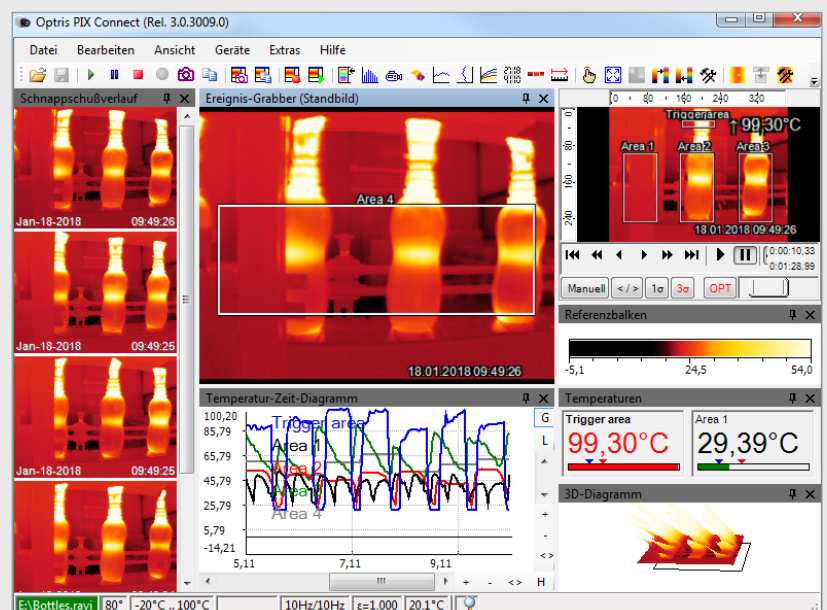 Optris PIX Connect (Rel. 3.0.3009.0)
Datei Bearbeiten Ansicht Geräte Extras Hilfe
Schnappschußverlauf
Jan-18-2018 09:49:26
Jan-18-2018 09:49:25
Jan-18-2018 09:49:25
Ereignis-Grabber (Standbild)
Area 4
18.01.2018 09:49:26
Temperatur-Zeit-Diagramm
100,20
85,79
65,79
45,79
25,79
5,79
-14,21
Trigger area
Area 1
Area 2
Area 3
Area 4
5,11 7,11 9,11
G
L
H
0 80 160 240 320
0
80
160
240
Trigger area
↑99,30°C
Area 1 Area 2 Area 3
18.01.2018 09:49:26
0:00:10,33
0:01:28,99
Manuell </> 1σ 3σ OPT
Referenzbalken
-5,1 24,5 54,0
Temperaturen
Trigger area
99,30°C
Area 1
29,39°C
3D-Diagramm
E:\Bottles.ravi 80° -20°C .. 100°C 10Hz/10Hz ε=1.000 20.1°C